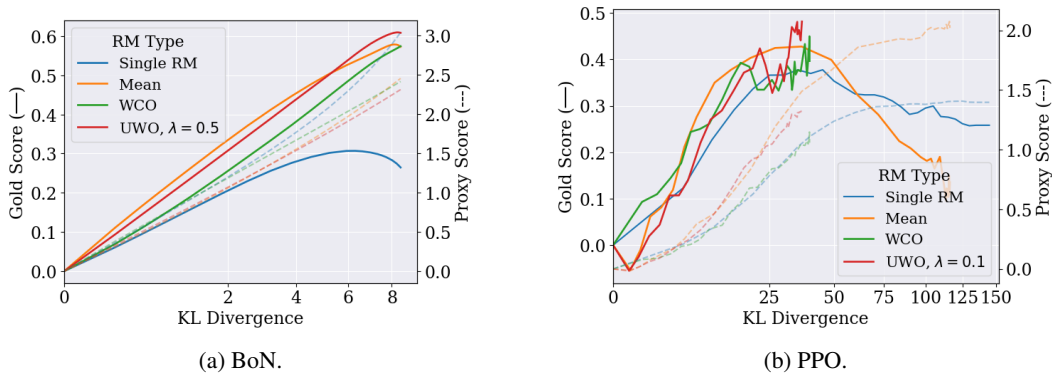 0.6
0.5
0.4
0.3
0.2
0.1
0.0
Gold Score (—)
RM Type
Single RM
Mean
WCO
UWO, λ = 0.5
3.0
2.5
2.0
1.5
1.0
0.5
0.0
Proxy Score (---)
0 2 4 6 8
KL Divergence
(a) BoN.
0.5
0.4
0.3
0.2
0.1
0.0
Gold Score (—)
RM Type
Single RM
Mean
WCO
UWO, λ = 0.1
2.0
1.5
1.0
0.5
0.0
Proxy Score (---)
0 25 50 75 100 125 150
KL Divergence
(b) PPO.